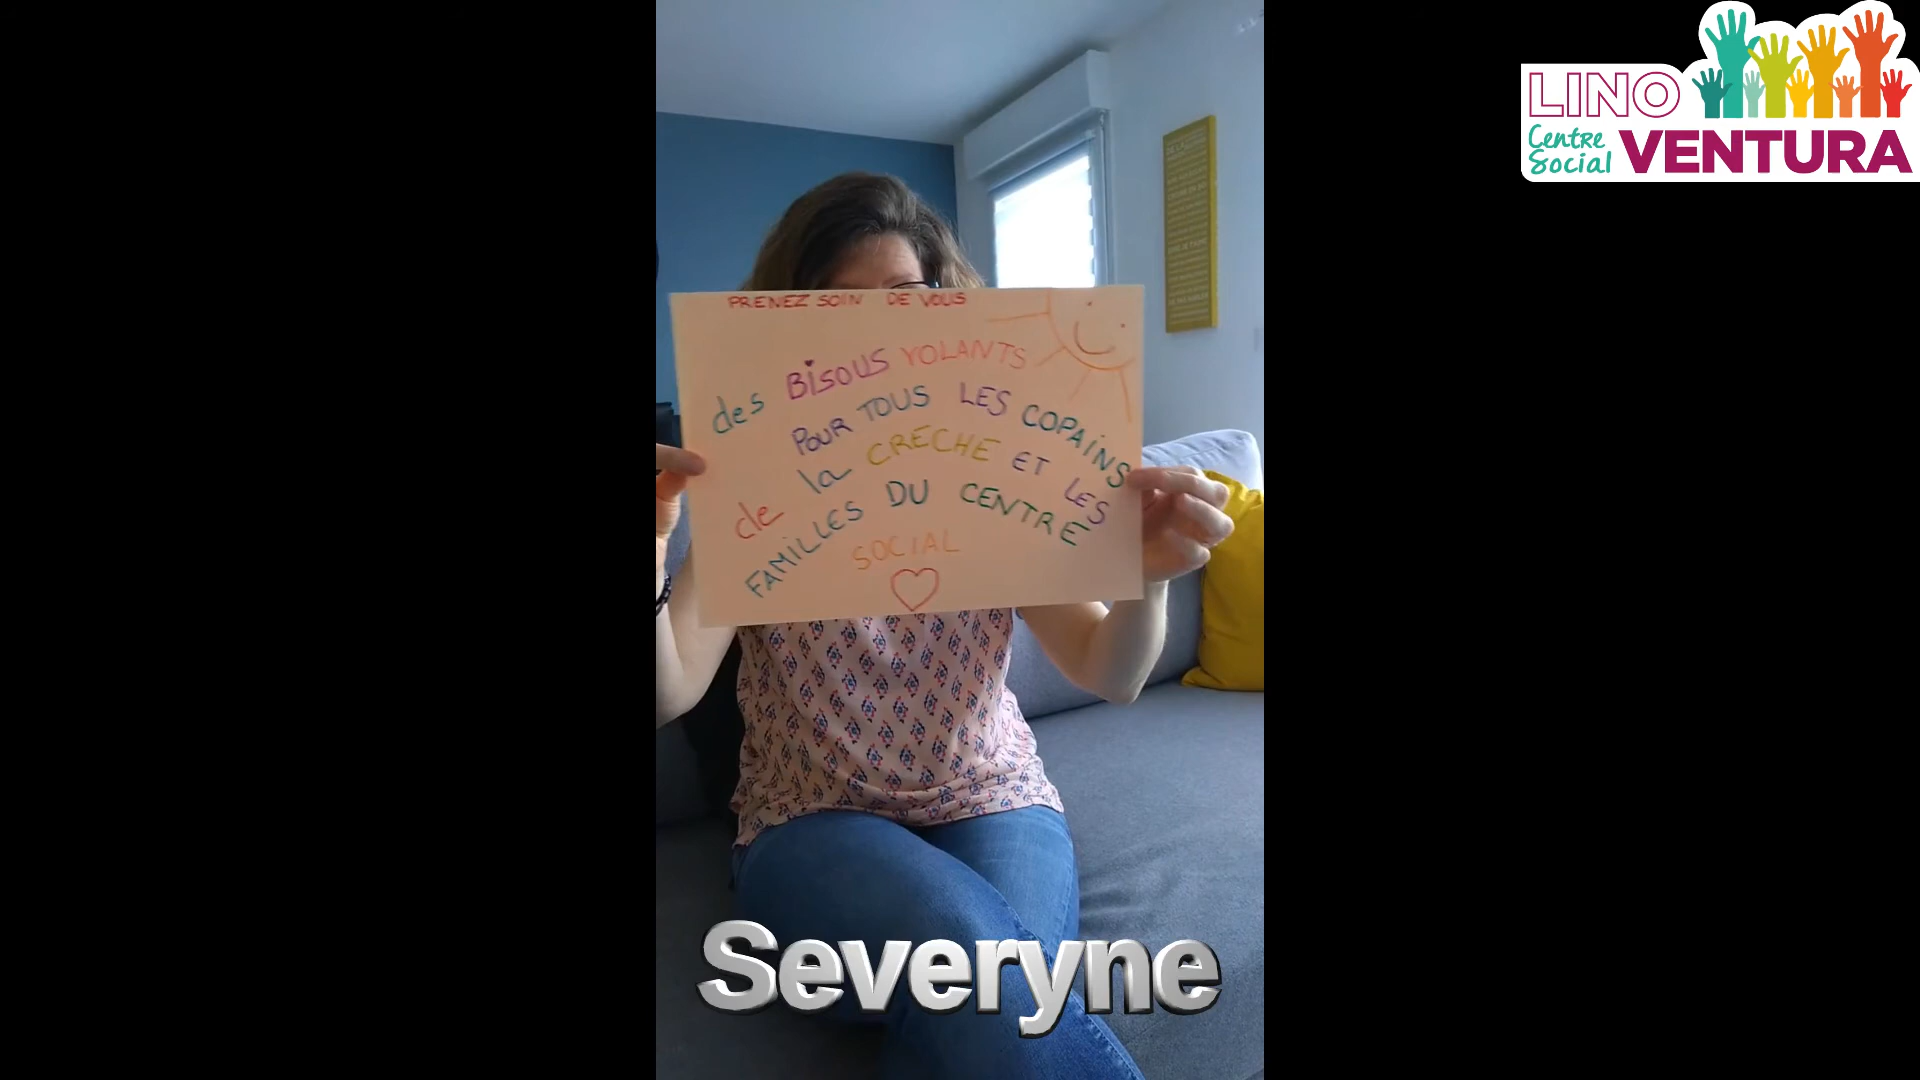 LINO
Centre
Social VENTURA
PRENEZ SOIN DE VOUS
des BISOUS VOLANTS
POUR TOUS LES COPAINS
de la CRECHE ET LES
FAMILLES DU CENTRE
SOCIAL
Severyne